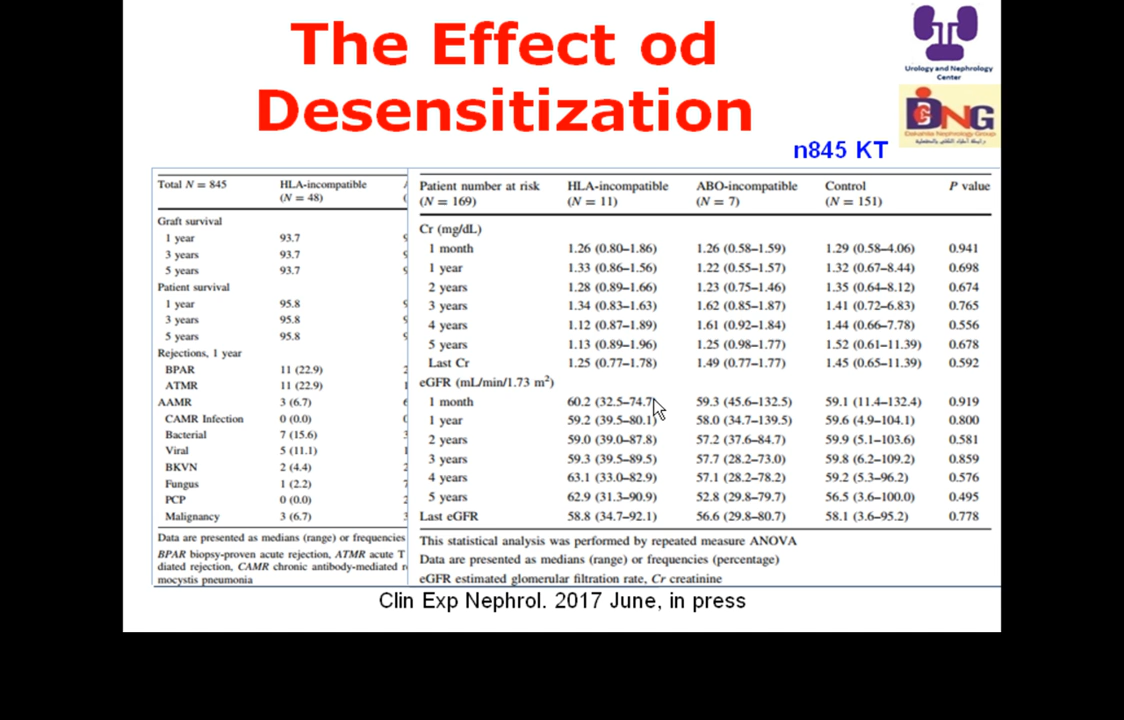 The Effect od
Desensitization
Urology and Nephrology
Center
DNG
Dakahlia Nephrology Group
n845 KT
Total N = 845 HLA-incompatible
(N = 48)
Graft survival
1 year 93.7
3 years 93.7
5 years 93.7
Patient survival
1 year 95.8
3 years 95.8
5 years 95.8
Rejections, 1 year
BPAR 11 (22.9)
ATMR 11 (22.9)
AAMR 3 (6.7)
CAMR Infection 0 (0.0)
Bacterial 7 (15.6)
Viral 5 (11.1)
BKVN 2 (4.4)
Fungus 1 (2.2)
PCP 0 (0.0)
Malignancy 3 (6.7)
Data are presented as medians (range) or frequencies
BPAR biopsy-proven acute rejection, ATMR acute T
diated rejection, CAMR chronic antibody-mediated r
mocystis pneumonia
Patient number at risk HLA-incompatible ABO-incompatible Control P value
(N = 169) (N = 11) (N = 7) (N = 151)
Cr (mg/dL)
1 month 1.26 (0.80–1.86) 1.26 (0.58–1.59) 1.29 (0.58–4.06) 0.941
1 year 1.33 (0.86–1.56) 1.22 (0.55–1.57) 1.32 (0.67–8.44) 0.698
2 years 1.28 (0.89–1.66) 1.23 (0.75–1.46) 1.35 (0.64–8.12) 0.674
3 years 1.34 (0.83–1.63) 1.62 (0.85–1.87) 1.41 (0.72–6.83) 0.765
4 years 1.12 (0.87–1.89) 1.61 (0.92–1.84) 1.44 (0.66–7.78) 0.556
5 years 1.13 (0.89–1.96) 1.25 (0.98–1.77) 1.52 (0.61–11.39) 0.678
Last Cr 1.25 (0.77–1.78) 1.49 (0.77–1.77) 1.45 (0.65–11.39) 0.592
eGFR (mL/min/1.73 m²)
1 month 60.2 (32.5–74.7) 59.3 (45.6–132.5) 59.1 (11.4–132.4) 0.919
1 year 59.2 (39.5–80.1) 58.0 (34.7–139.5) 59.6 (4.9–104.1) 0.800
2 years 59.0 (39.0–87.8) 57.2 (37.6–84.7) 59.9 (5.1–103.6) 0.581
3 years 59.3 (39.5–89.5) 57.7 (28.2–73.0) 59.8 (6.2–109.2) 0.859
4 years 63.1 (33.0–82.9) 57.1 (28.2–78.2) 59.2 (5.3–96.2) 0.576
5 years 62.9 (31.3–90.9) 52.8 (29.8–79.7) 56.5 (3.6–100.0) 0.495
Last eGFR 58.8 (34.7–92.1) 56.6 (29.8–80.7) 58.1 (3.6–95.2) 0.778
This statistical analysis was performed by repeated measure ANOVA
Data are presented as medians (range) or frequencies (percentage)
eGFR estimated glomerular filtration rate, Cr creatinine
Clin Exp Nephrol. 2017 June, in press